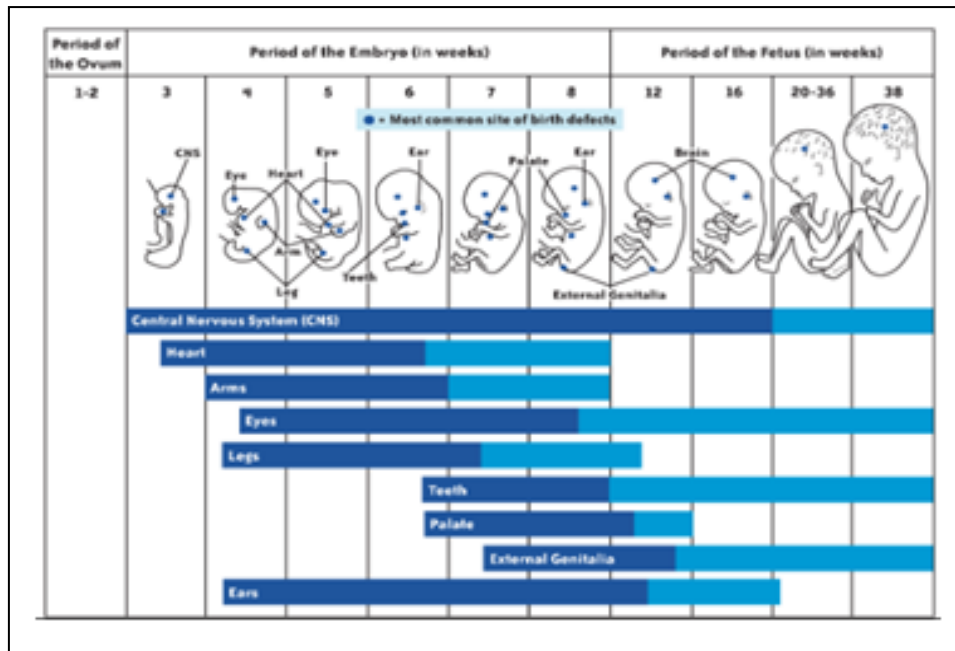 Period of
the Ovum
Period of the Embryo (in weeks)
Period of the Fetus (in weeks)
1-2 3 4 5 6 7 8 12 16 20-36 38
= Most common site of birth defects
CNS
Eye
Heart
Eye
Ear
Palate
Ear
Brain
Arm
Teeth
Leg
External Genitalia
Central Nervous System (CNS)
Heart
Arms
Eyes
Legs
Teeth
Palate
External Genitalia
Ears